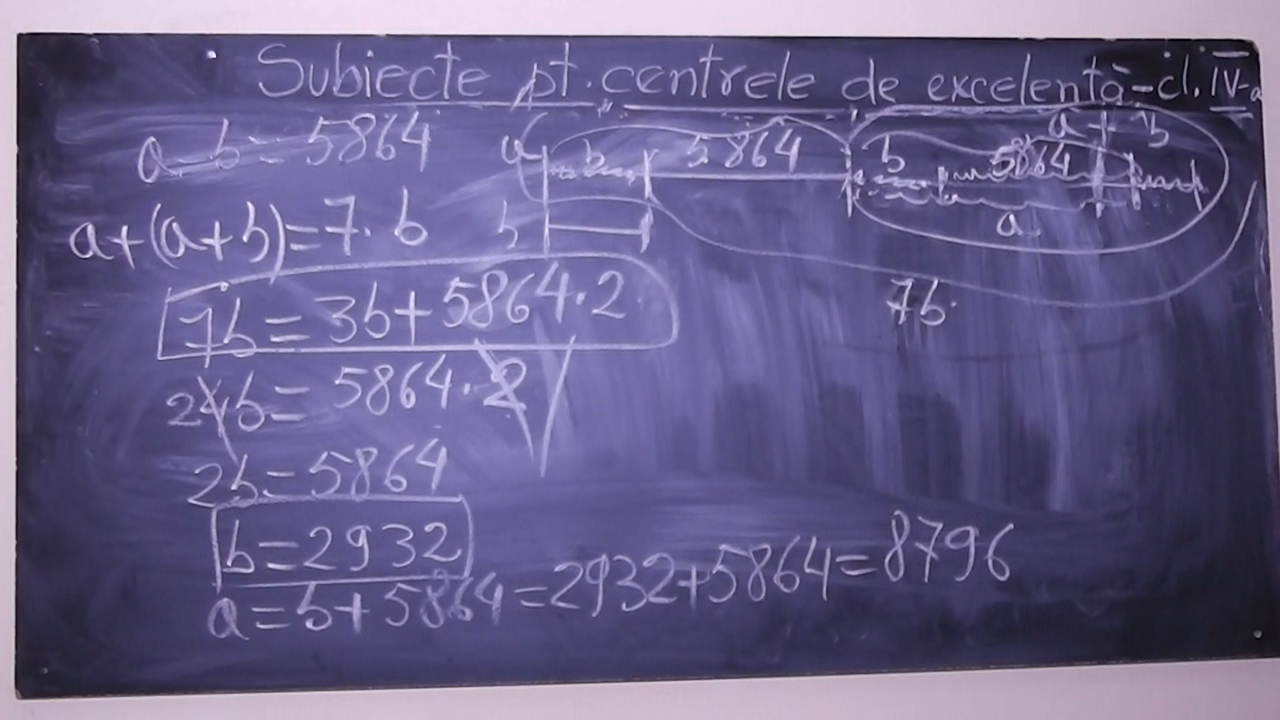 Subiecte pt. centrele de excelență-cl. IV-a
a-b=5864
a+(a+b)=7·b
7b=3b+5864·2
24b=5864·2
2b=5864
b=2932
a=b+5864=2932+5864=8796
a b 5864 b 5864 a+b
b a
7b